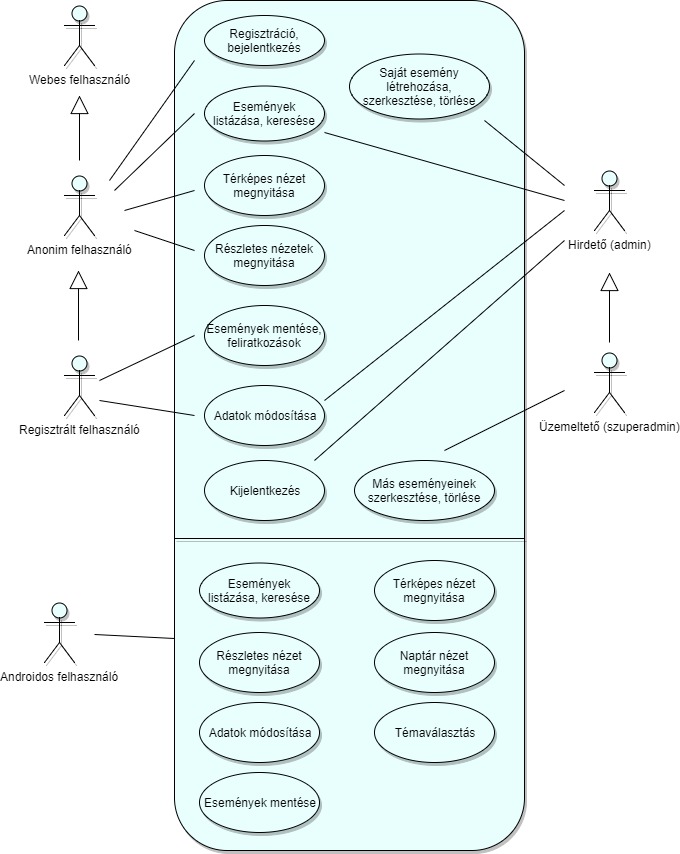 Regisztráció,
bejelentkezés
Webes felhasználó
Saját esemény
létrehozása,
szerkesztése, törlése
Események
listázása, keresése
Térképes nézet
megnyitása
Anonim felhasználó
Hirdető (admin)
Részletes nézetek
megnyitása
Események mentése,
feliratkozások
Adatok módosítása
Regisztrált felhasználó
Üzemeltető (szuperadmin)
Kijelentkezés
Más eseményeinek
szerkesztése, törlése
Események
listázása, keresése
Térképes nézet
megnyitása
Androidos felhasználó
Részletes nézet
megnyitása
Naptár nézet
megnyitása
Adatok módosítása
Témaválasztás
Események mentése